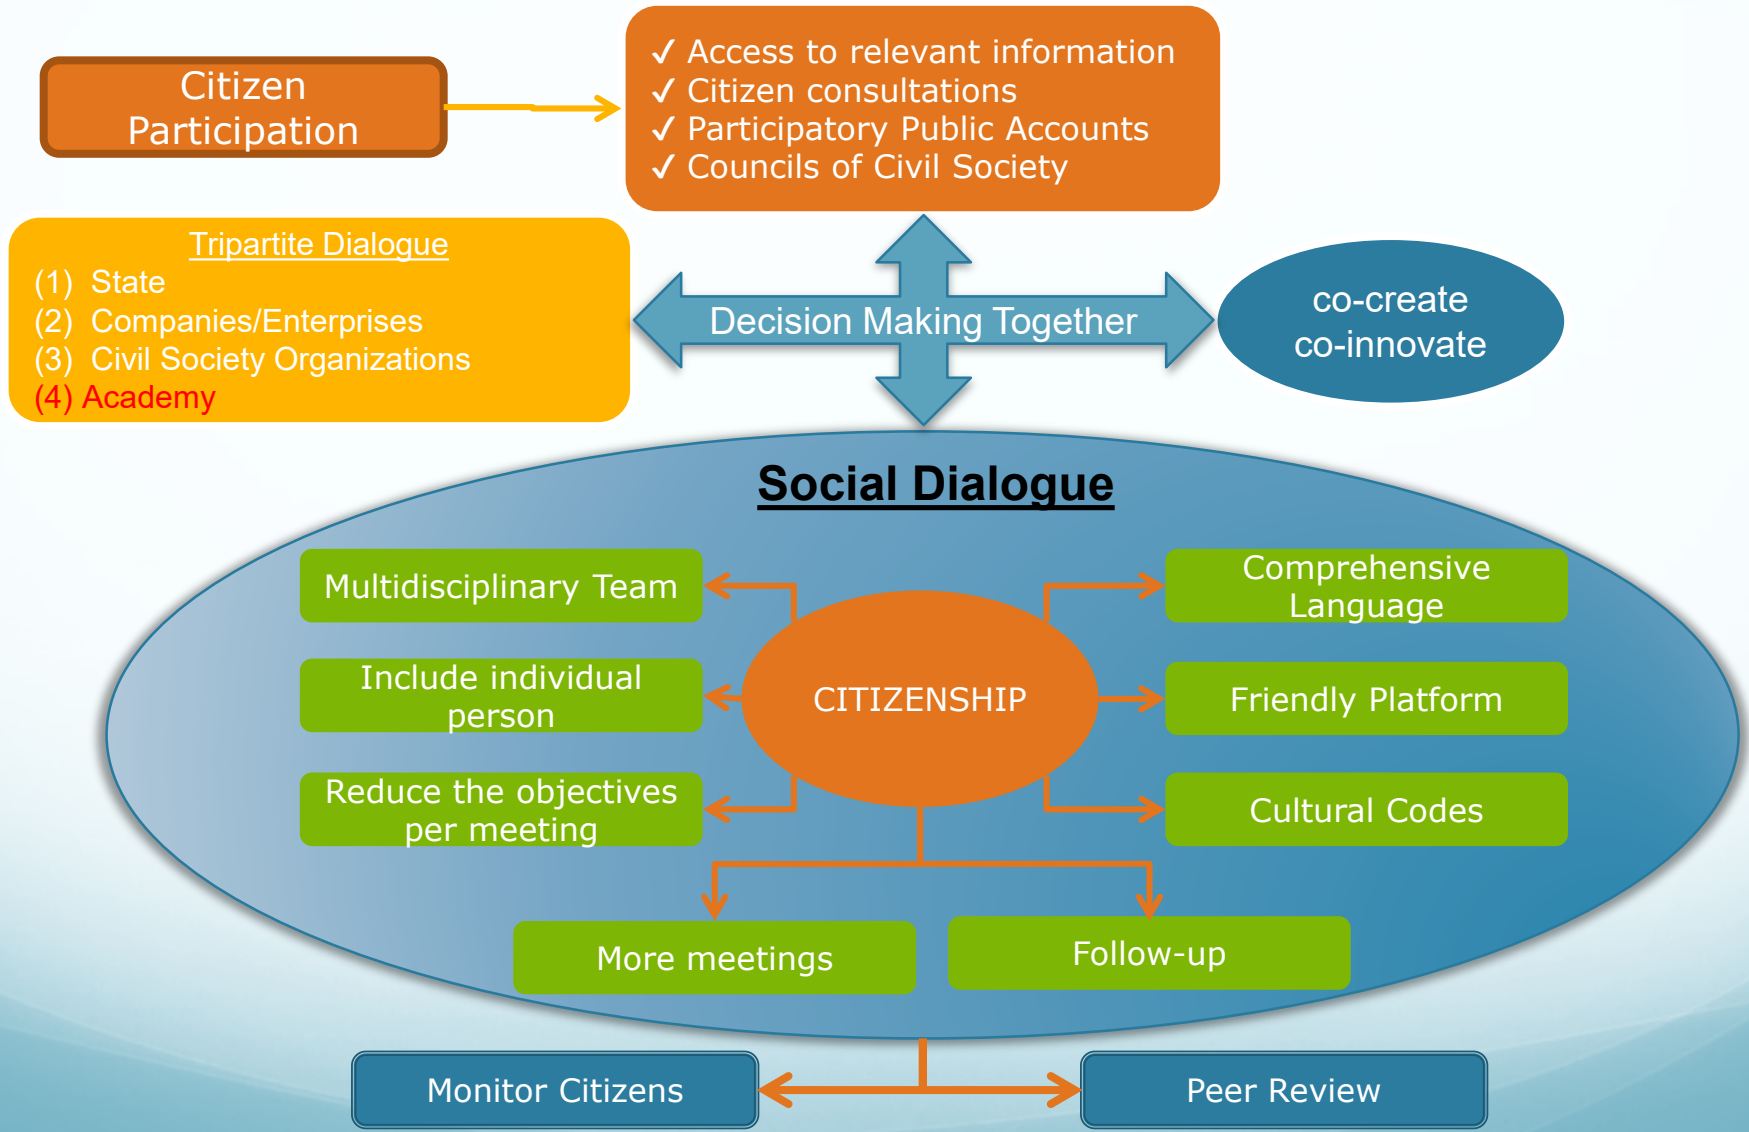 Citizen
Participation
✓ Access to relevant information
✓ Citizen consultations
✓ Participatory Public Accounts
✓ Councils of Civil Society
Tripartite Dialogue
(1) State
(2) Companies/Enterprises
(3) Civil Society Organizations
(4) Academy
Decision Making Together
co-create
co-innovate
Social Dialogue
Multidisciplinary Team
Include individual
person
Reduce the objectives
per meeting
CITIZENSHIP
Comprehensive
Language
Friendly Platform
Cultural Codes
More meetings
Follow-up
Monitor Citizens
Peer Review